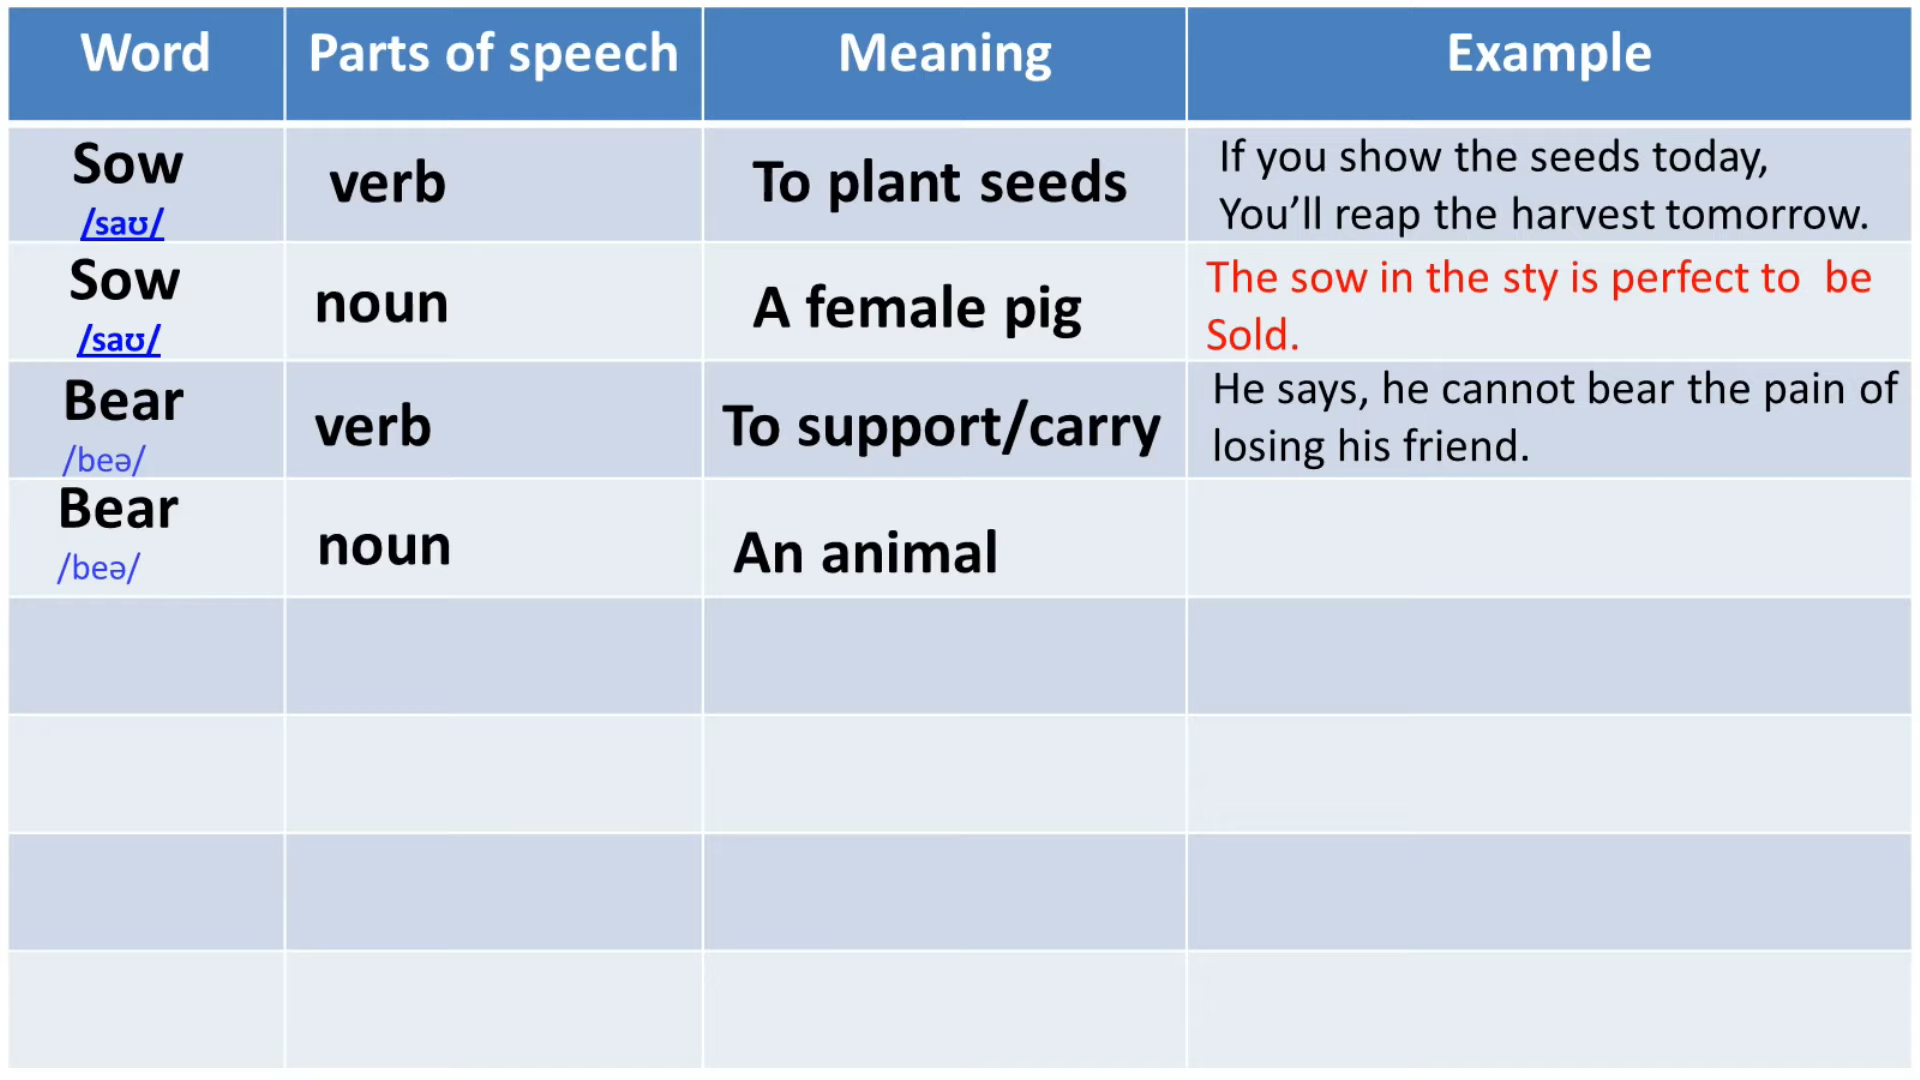 Word Parts of speech Meaning Example
Sow verb To plant seeds If you show the seeds today,
/saʊ/ You’ll reap the harvest tomorrow.
Sow noun A female pig The sow in the sty is perfect to be
/saʊ/ Sold.
Bear verb To support/carry He says, he cannot bear the pain of
/beə/ losing his friend.
Bear noun An animal
/beə/